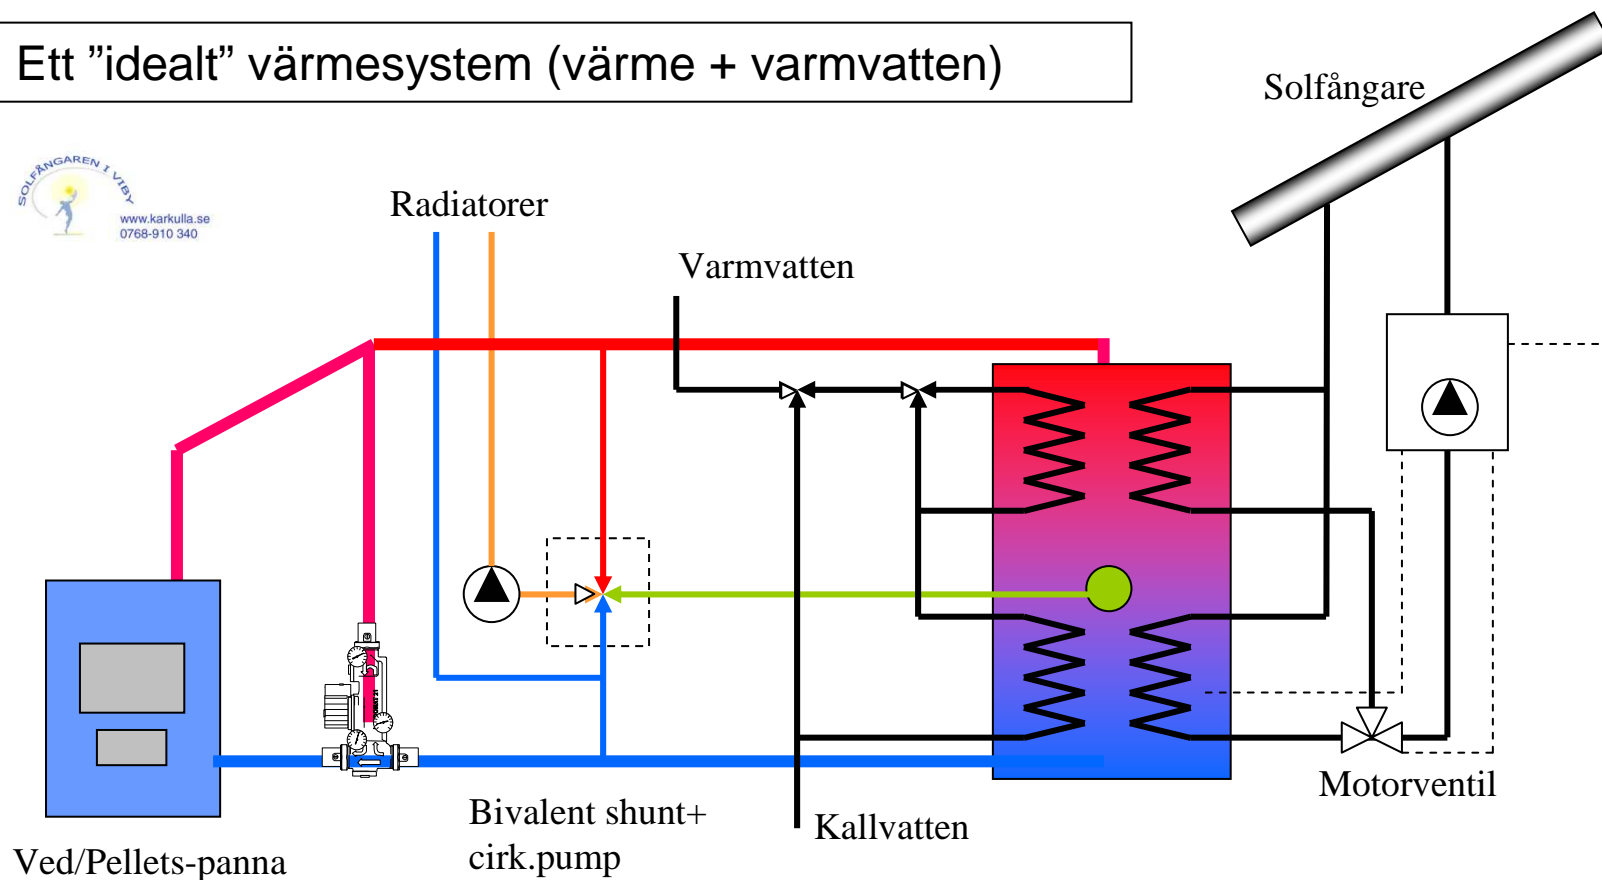 Ett ”idealt” värmesystem (värme + varmvatten)
Solfångare
SOLFÅNGAREN I VIBY
www.karkulla.se
0768-910 340
Radiatorer
Varmvatten
Motorventil
Bivalent shunt+
cirk.pump
Kallvatten
Ved/Pellets-panna